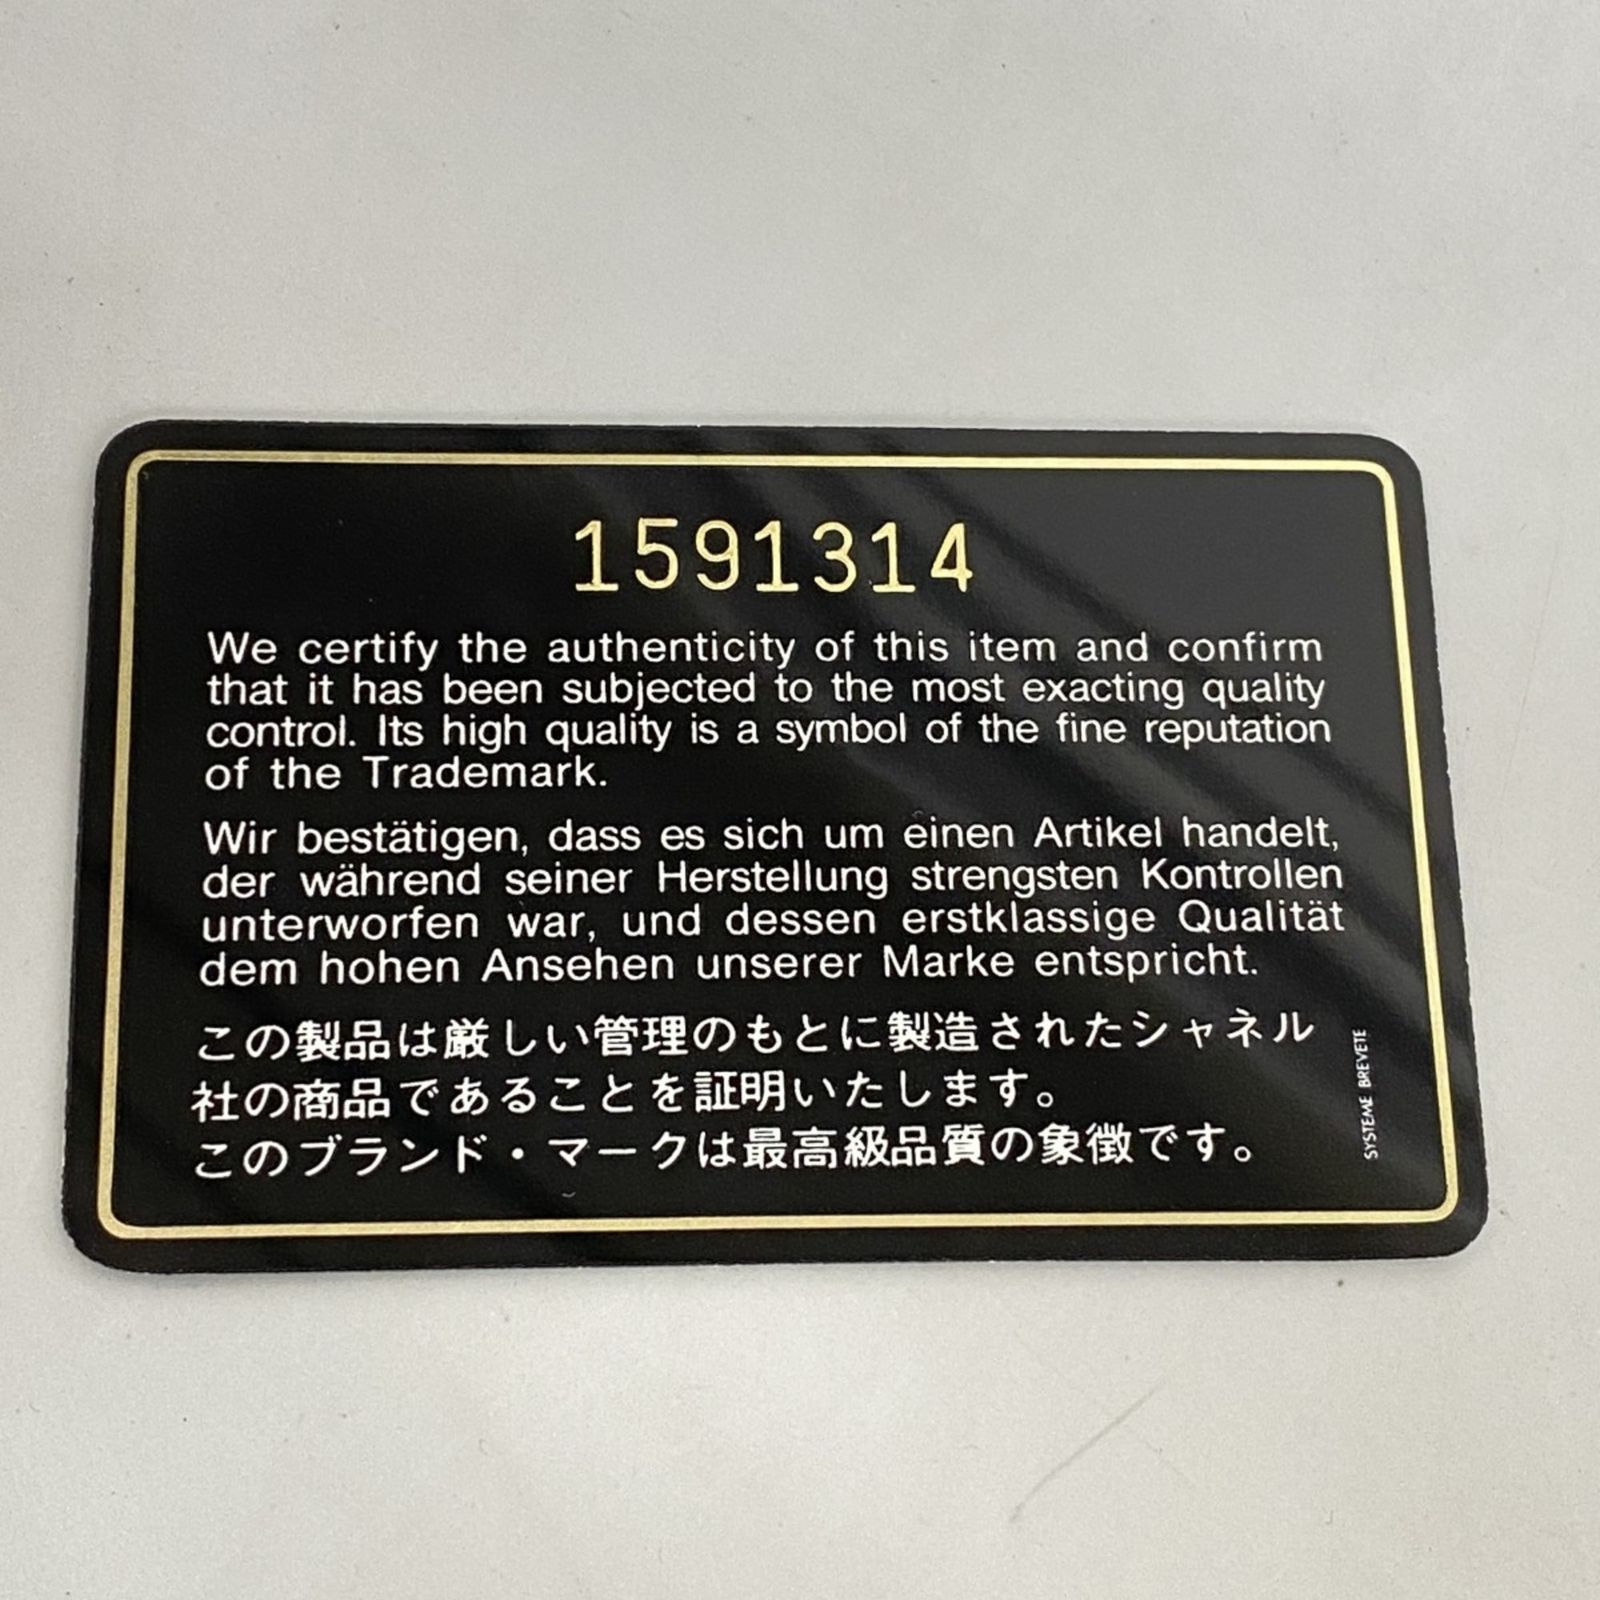 1591314
We certify the authenticity of this item and confirm
that it has been subjected to the most exacting quality
control. Its high quality is a symbol of the fine reputation
of the Trademark.
Wir bestätigen, dass es sich um einen Artikel handelt,
der während seiner Herstellung strengsten Kontrollen
unterworfen war, und dessen erstklassige Qualität
dem hohen Ansehen unserer Marke entspricht.
この製品は厳しい管理のもとに製造されたシャネル
社の商品であることを証明いたします。
このブランド・マークは最高級品質の象徴です。
SYSTEME BREVETE